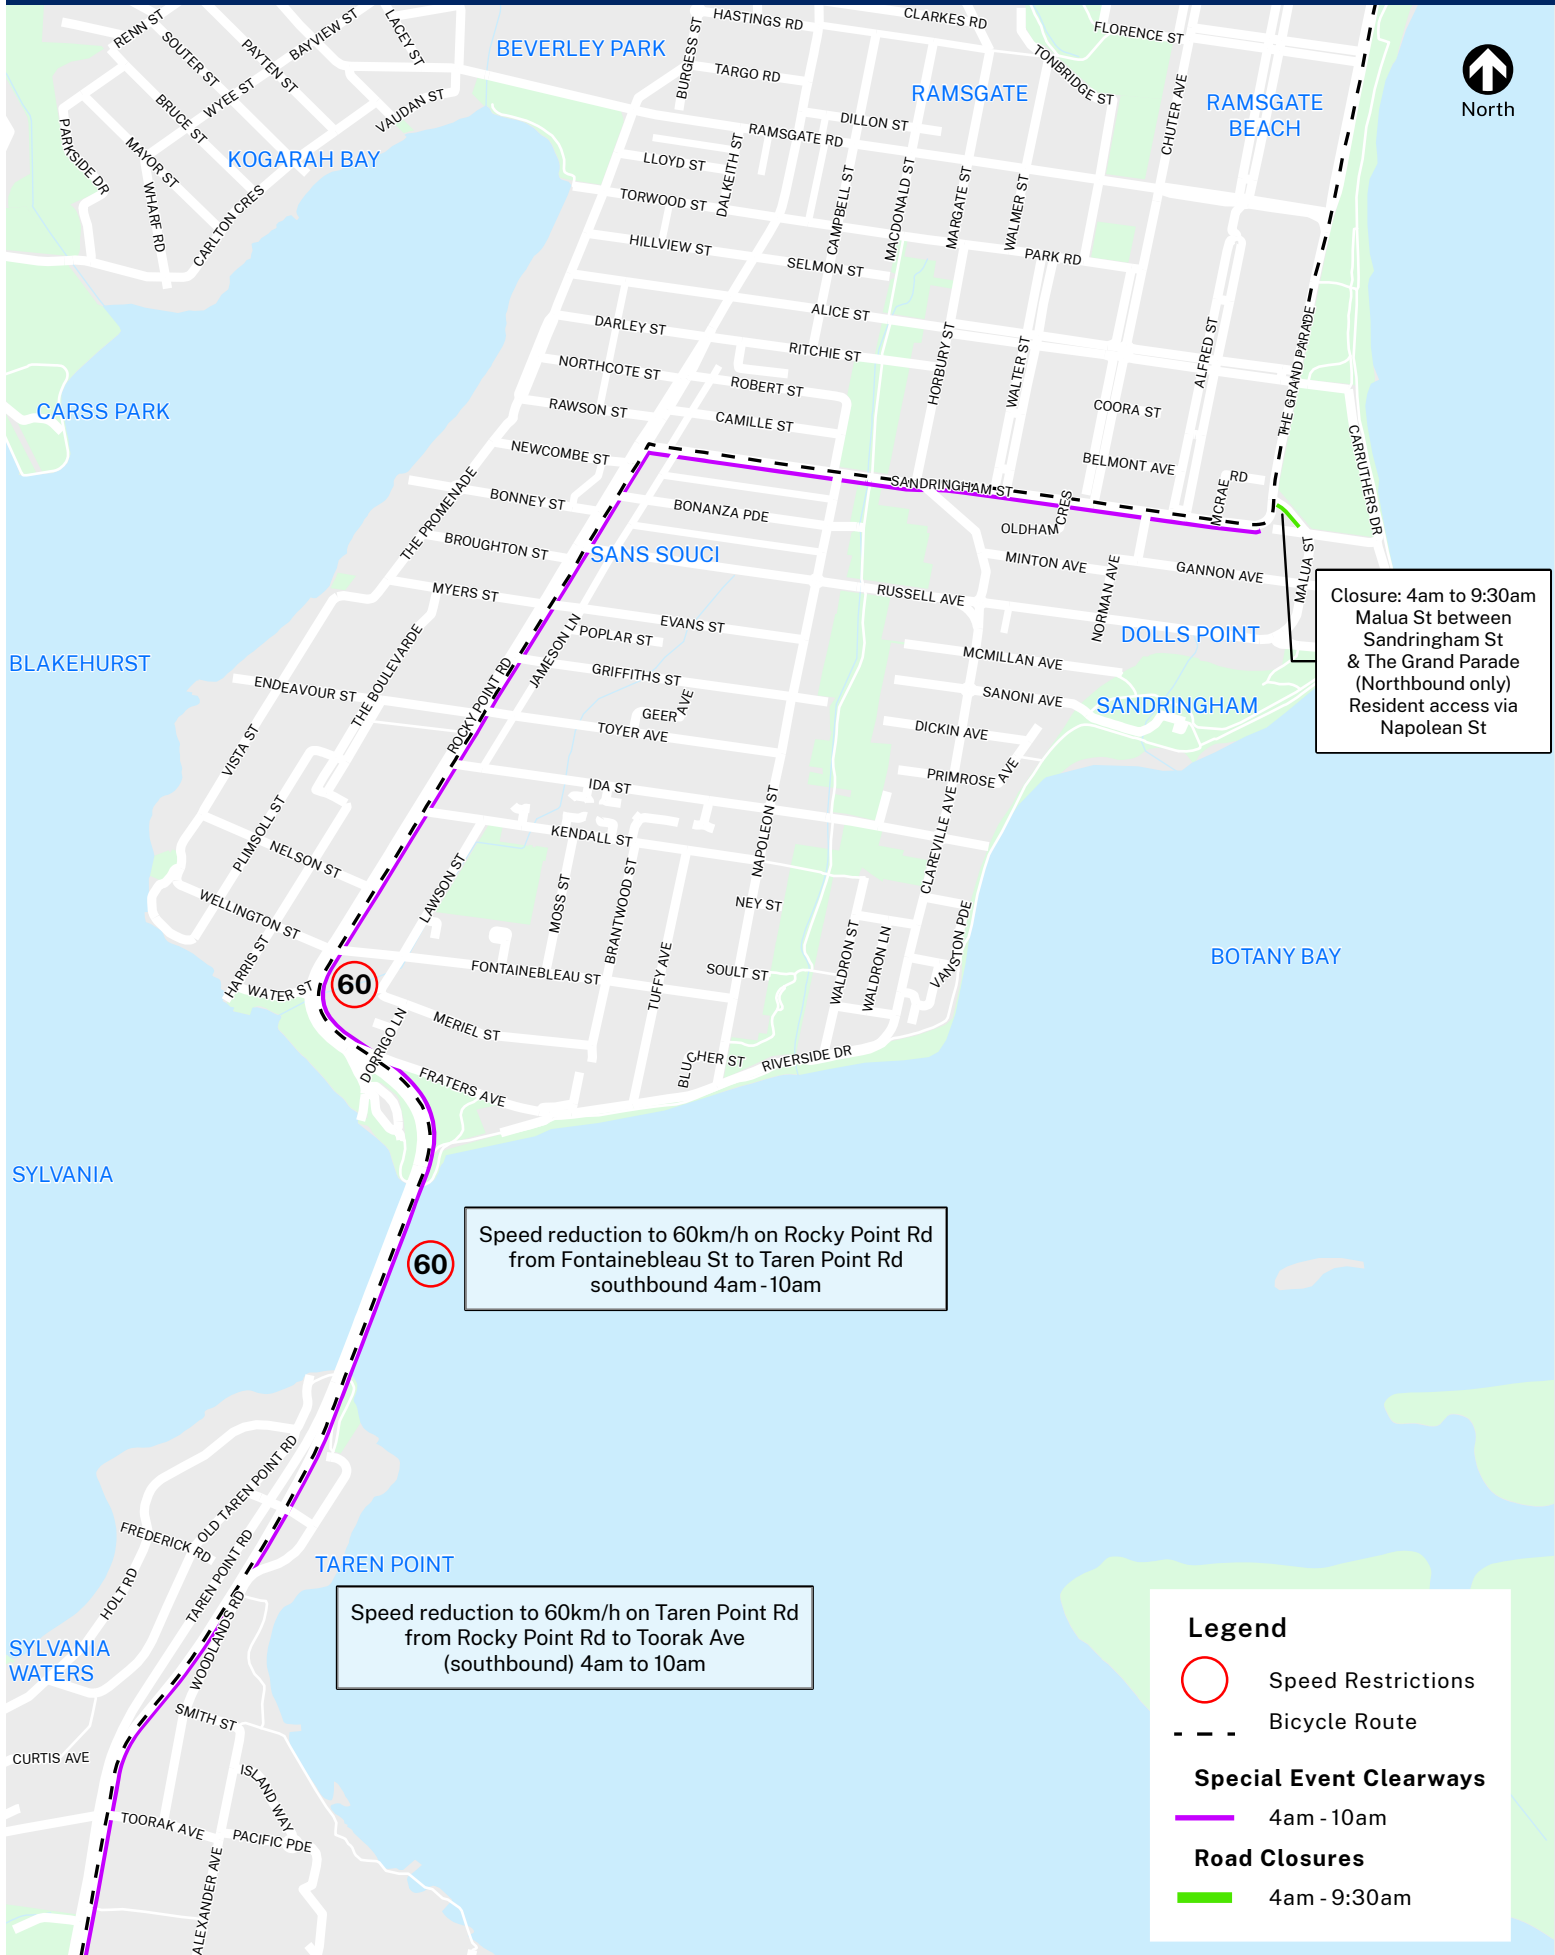 RENN ST
SOUTER ST
PAYTEN ST
BAYVIEW ST
LACEY ST
BEVERLEY PARK
BURGESS ST
HASTINGS RD
CLARKES RD
FLORENCE ST
TONBRIDGE ST
TARGO RD
RAMSGATE
RAMSGATE
BEACH
North
WYEE ST
BRUCE ST
VAUDAN ST
DILLON ST
RAMSGATE RD
CHUTER AVE
PARKSIDE DR
MAYOR ST
KOGARAH BAY
LLOYD ST
DALKEITH ST
WHARF RD
CARLTON CRES
TORWOOD ST
CAMPBELL ST
MACDONALD ST
MARGATE ST
WALMER ST
HILLVIEW ST
SELMON ST
PARK RD
ALICE ST
DARLEY ST
RITCHIE ST
HORBURY ST
WALTER ST
ALFRED ST
THE GRAND PARADE
NORTHCOTE ST
ROBERT ST
CARSS PARK
RAWSON ST
CAMILLE ST
COORA ST
CARRUTHERS DR
NEWCOMBE ST
BELMONT AVE
MCRAE
RD
THE PROMENADE
SANDRINGHAM ST
BONNEY ST
BONANZA PDE
OLDHAM
CRES
BROUGHTON ST
SANS SOUCI
MINTON AVE
GANNON AVE
MALUA ST
MYERS ST
RUSSELL AVE
NORMAN AVE
EVANS ST
POPLAR ST
JAMESON LN
DOLLS POINT
Closure: 4am to 9:30am
Malua St between
Sandringham St
& The Grand Parade
(Northbound only)
Resident access via
Napolean St
BLAKEHURST
THE BOULEVARDE
ENDEAVOUR ST
ROCKY POINT RD
GRIFFITHS ST
MCMILLAN AVE
SANONI AVE
SANDRINGHAM
GEER
AVE
TOYER AVE
DICKIN AVE
VISTA ST
IDA ST
PRIMROSE
AVE
PLIMSOLL ST
NELSON ST
KENDALL ST
NAPOLEON ST
CLAREVILLE AVE
LAWSON ST
MOSS ST
BRANTWOOD ST
NEY ST
WELLINGTON ST
HARRIS ST
WATER ST
60
FONTAINEBLEAU ST
TUFFY AVE
SOULT ST
WALDRON ST
WALDRON LN
VANSTON PDE
BOTANY BAY
DORRIGO LN
MERIEL ST
FRATERS AVE
BLUCHER ST
RIVERSIDE DR
SYLVANIA
60
Speed reduction to 60km/h on Rocky Point Rd
from Fontainebleau St to Taren Point Rd
southbound 4am - 10am
OLD TAREN POINT RD
FREDERICK RD
TAREN POINT RD
HOLT RD
WOODLANDS RD
TAREN POINT
Speed reduction to 60km/h on Taren Point Rd
from Rocky Point Rd to Toorak Ave
(southbound) 4am to 10am
SYLVANIA
WATERS
SMITH ST
CURTIS AVE
ISLAND WAY
TOORAK AVE
PACIFIC PDE
ALEXANDER AVE
Legend
Speed Restrictions
Bicycle Route
Special Event Clearways
4am - 10am
Road Closures
4am - 9:30am